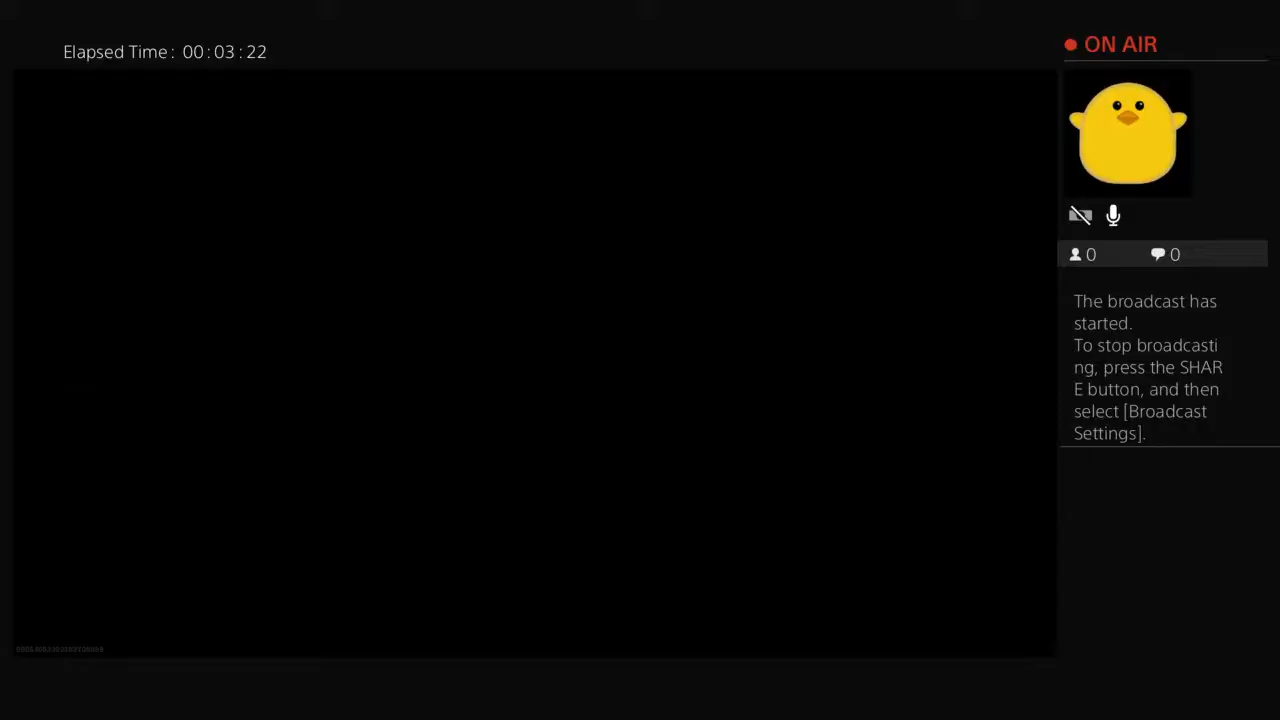 Elapsed Time: 00:03:22
ON AIR
0 0
The broadcast has
started.
To stop broadcasti
ng, press the SHAR
E button, and then
select [Broadcast
Settings].